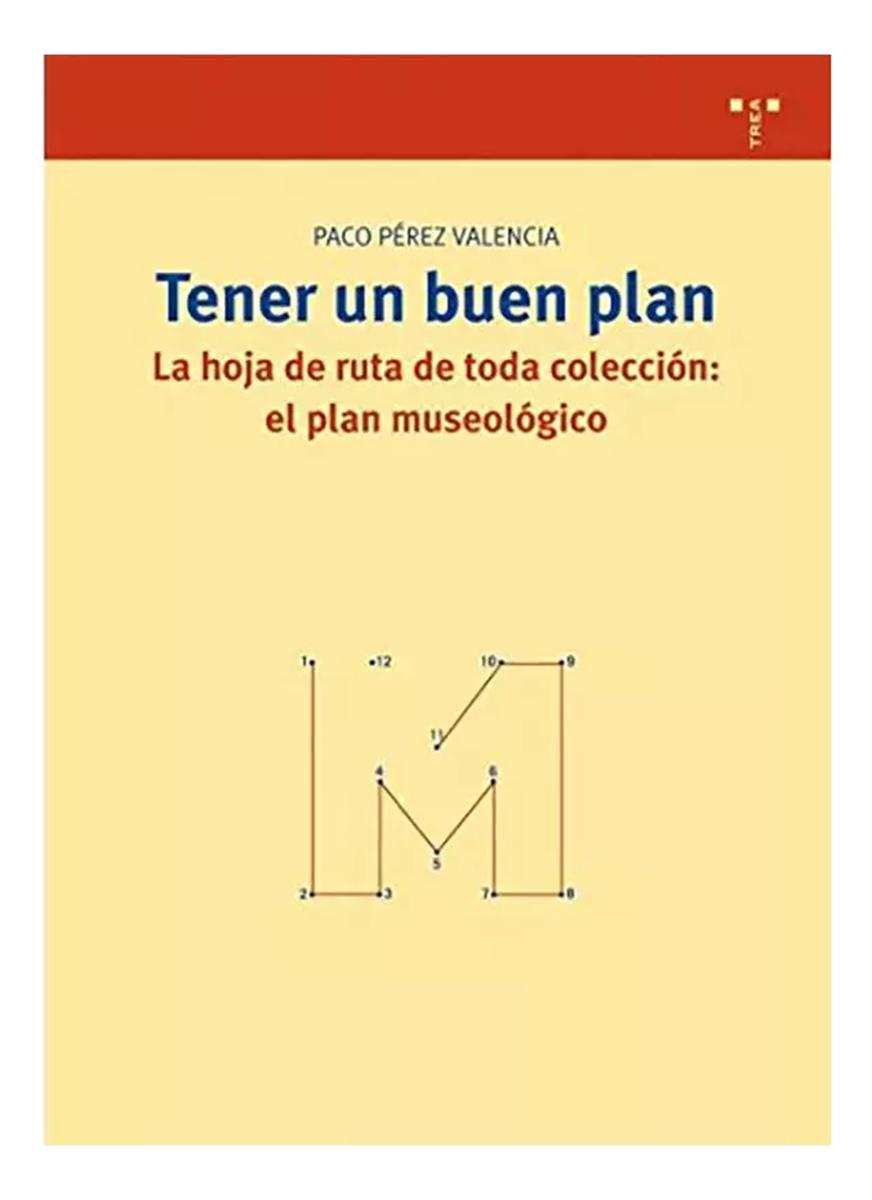 TREA
PACO PÉREZ VALENCIA
Tener un buen plan
La hoja de ruta de toda colección:
el plan museológico
1 12 10 9
11
4 6
5
2 3 7 8